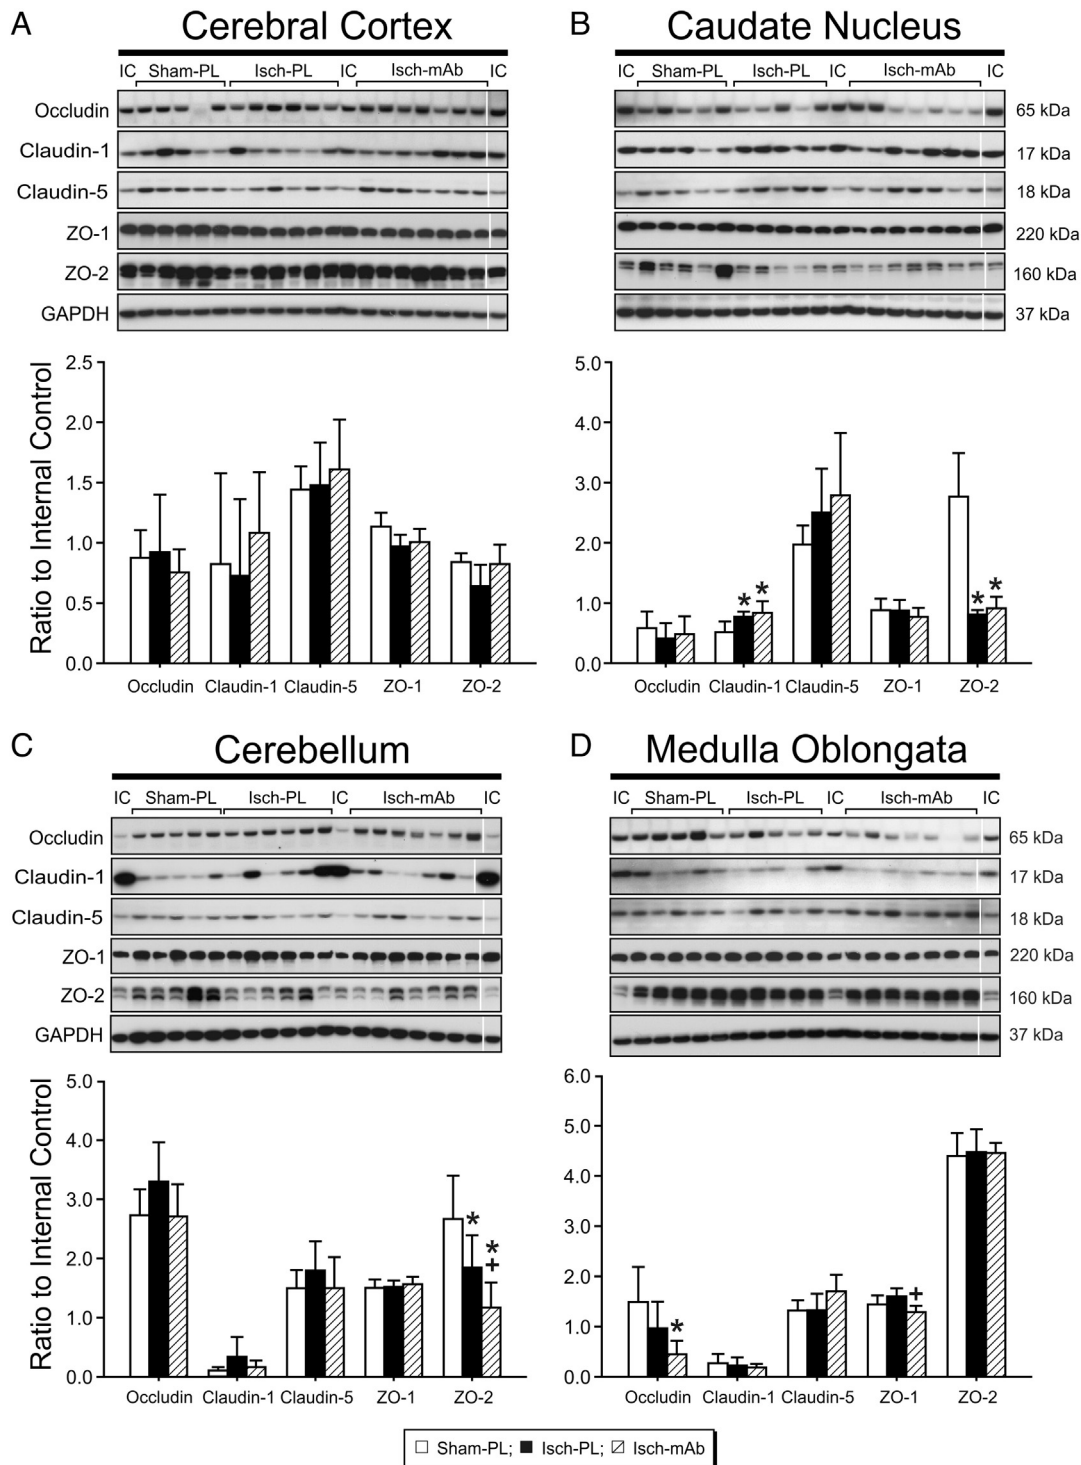 A Cerebral Cortex
IC Sham-PL Isch-PL IC Isch-mAb IC
Occludin
Claudin-1
Claudin-5
ZO-1
ZO-2
GAPDH
2.5
2.0
1.5
1.0
0.5
0.0
Ratio to Internal Control
Occludin Claudin-1 Claudin-5 ZO-1 ZO-2
B Caudate Nucleus
IC Sham-PL Isch-PL IC Isch-mAb IC
65 kDa
17 kDa
18 kDa
220 kDa
160 kDa
37 kDa
5.0
4.0
3.0
2.0
1.0
0.0
* *
* *
Occludin Claudin-1 Claudin-5 ZO-1 ZO-2
C Cerebellum
IC Sham-PL Isch-PL IC Isch-mAb IC
Occludin
Claudin-1
Claudin-5
ZO-1
ZO-2
GAPDH
5.0
4.0
3.0
2.0
1.0
0.0
Ratio to Internal Control
*
*
+
Occludin Claudin-1 Claudin-5 ZO-1 ZO-2
D Medulla Oblongata
IC Sham-PL Isch-PL IC Isch-mAb IC
65 kDa
17 kDa
18 kDa
220 kDa
160 kDa
37 kDa
6.0
5.0
4.0
3.0
2.0
1.0
0.0
*
+
Occludin Claudin-1 Claudin-5 ZO-1 ZO-2
Sham-PL; Isch-PL; Isch-mAb